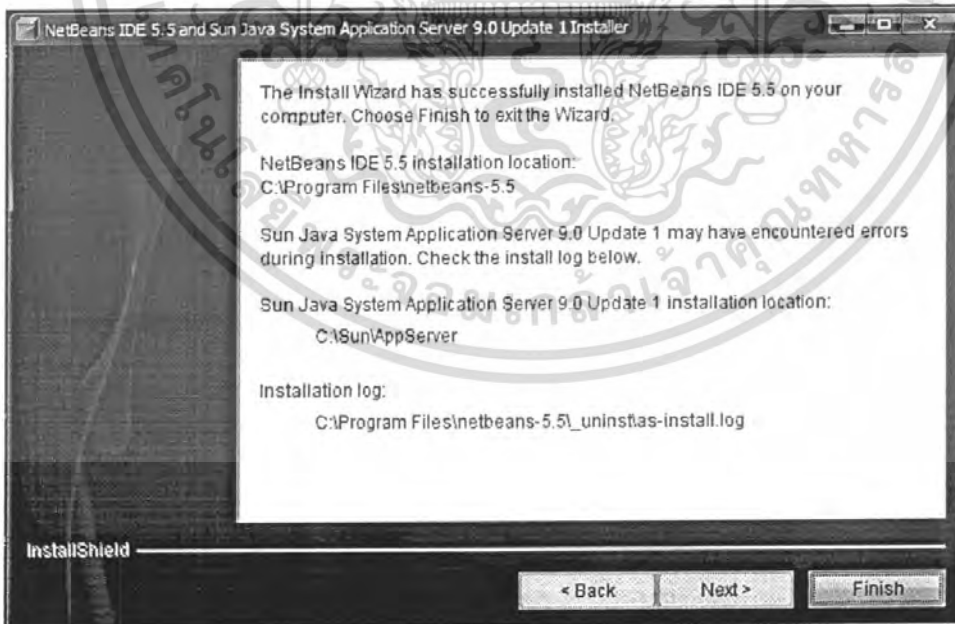 NetBeans IDE 5.5 and Sun Java System Application Server 9.0 Update 1 Installer
The Install Wizard has successfully installed NetBeans IDE 5.5 on your
computer. Choose Finish to exit the Wizard.
NetBeans IDE 5.5 installation location:
C:\Program Files\netbeans-5.5
Sun Java System Application Server 9.0 Update 1 may have encountered errors
during installation. Check the install log below.
Sun Java System Application Server 9.0 Update 1 installation location:
C:\Sun\AppServer
Installation log:
C:\Program Files\netbeans-5.5\_uninst\as-install.log
InstallShield
< Back
Next >
Finish